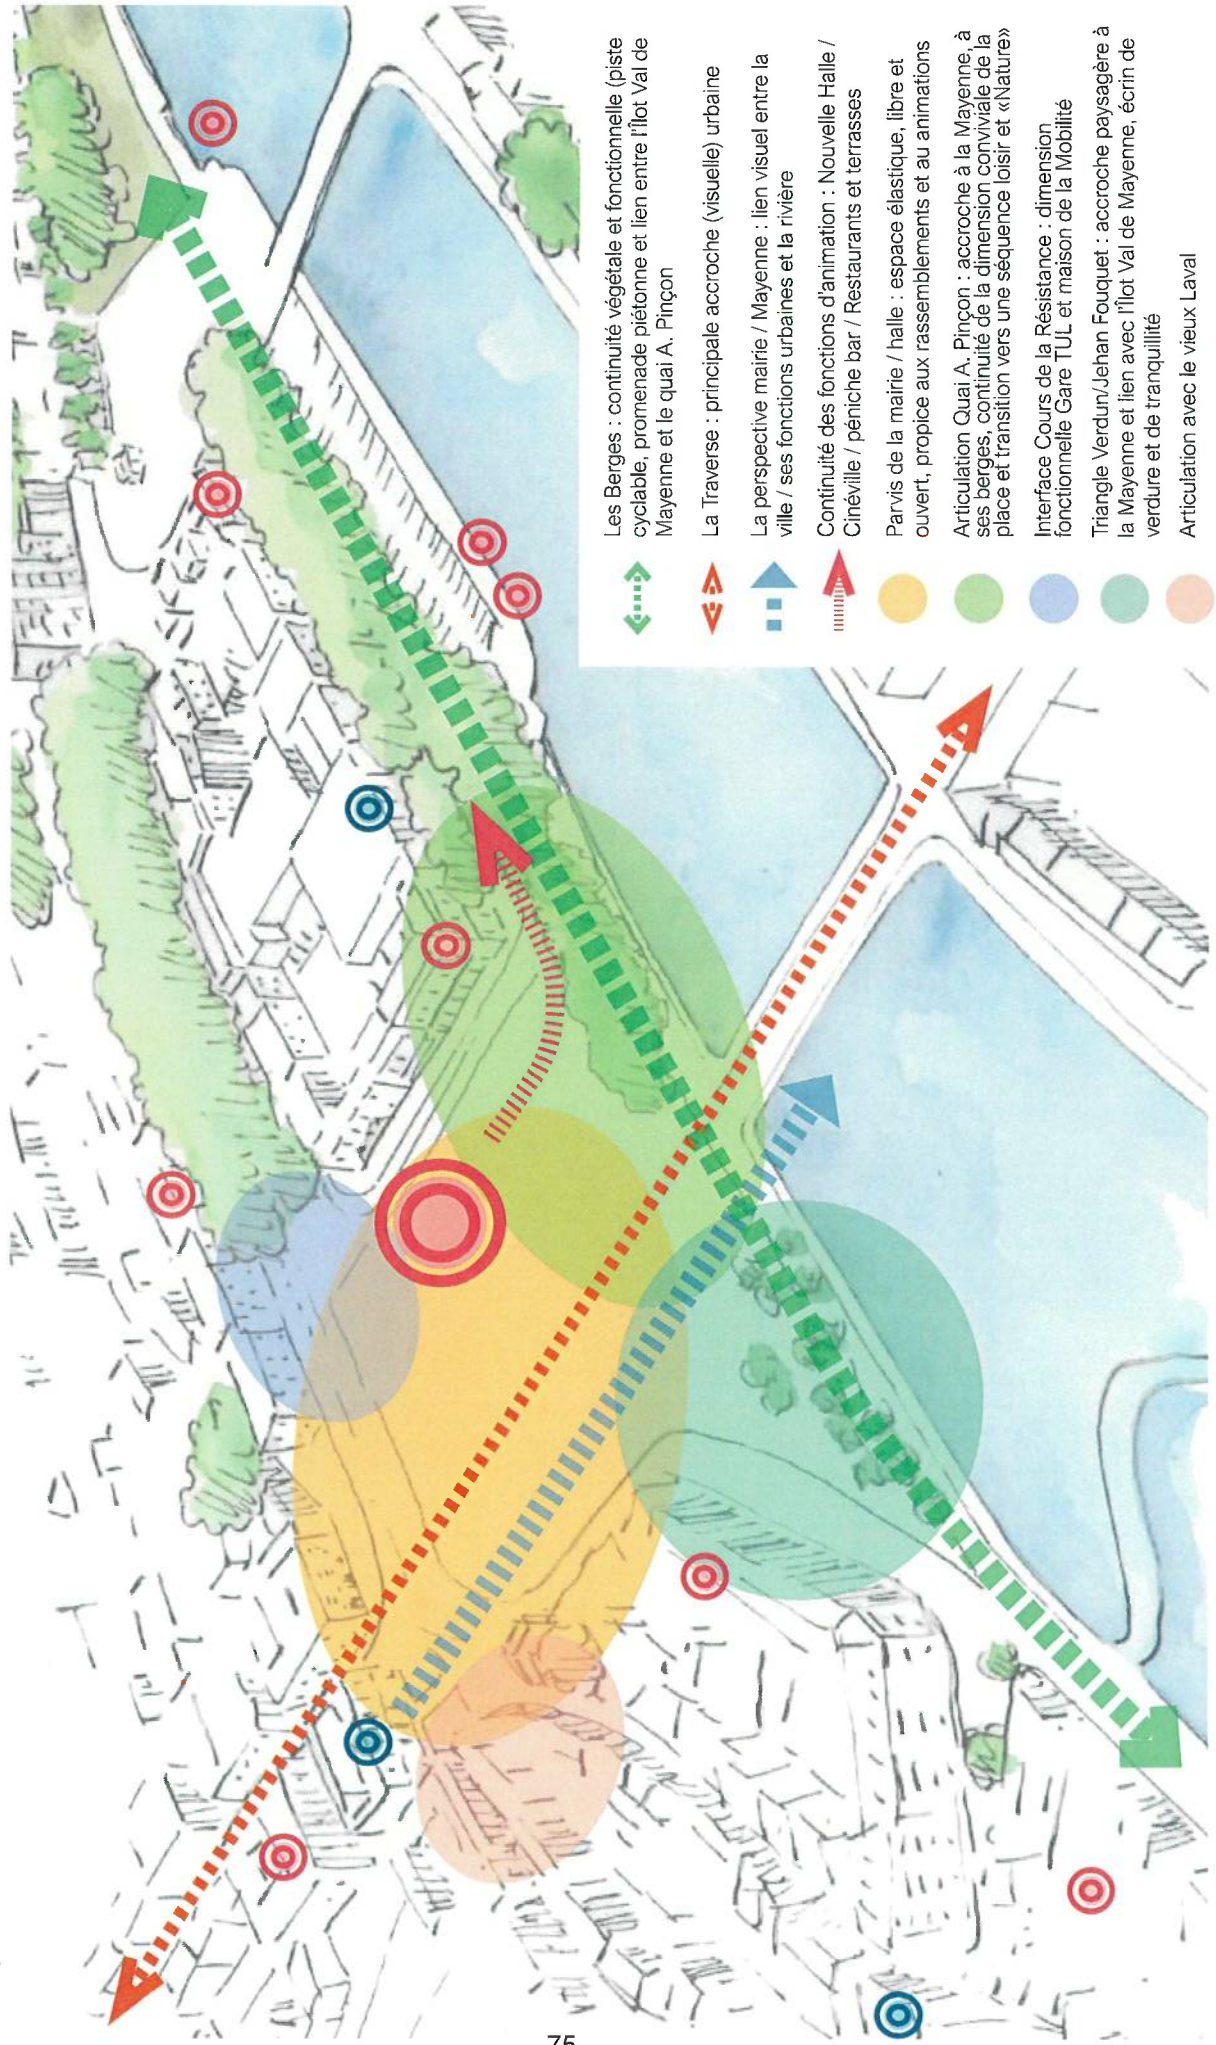 Les Berges : continuité végétale et fonctionnelle (piste
cyclable, promenade piétonne et lien entre l'îlot Val de
Mayenne et le quai A. Pinçon
La Traverse : principale accroche (visuelle) urbaine
La perspective mairie / Mayenne : lien visuel entre la
ville / ses fonctions urbaines et la rivière
Continuité des fonctions d'animation : Nouvelle Halle /
Cinéville / péniche bar / Restaurants et terrasses
Parvis de la mairie / halle : espace élastique, libre et
ouvert, propice aux rassemblements et au animations
Articulation Quai A. Pinçon : accroche à la Mayenne, à
ses berges, continuité de la dimension conviviale de la
place et transition vers une séquence loisir et «Nature»
Interface Cours de la Résistance : dimension
fonctionnelle Gare TUL et maison de la Mobilité
Triangle Verdun/Jehan Fouquet : accroche paysagère à
la Mayenne et lien avec l'îlot Val de Mayenne, écrin de
verdure et de tranquillité
Articulation avec le vieux Laval
75